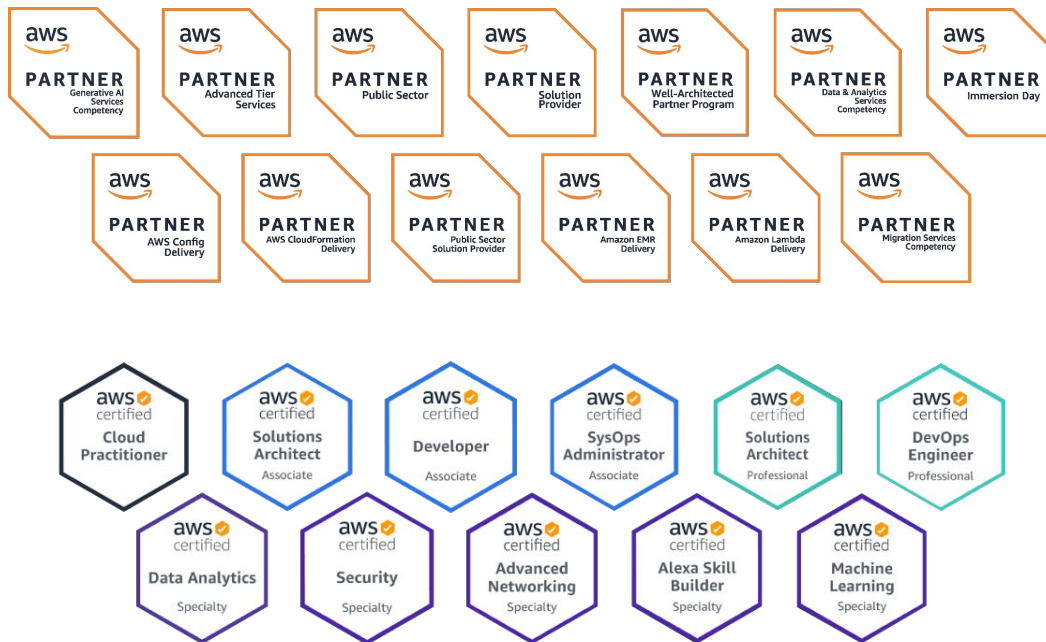 aws
PARTNER
Generative AI
Services
Competency
aws
PARTNER
Advanced Tier
Services
aws
PARTNER
Public Sector
aws
PARTNER
Solution
Provider
aws
PARTNER
Well-Architected
Partner Program
aws
PARTNER
Data & Analytics
Services
Competency
aws
PARTNER
Immersion Day
aws
PARTNER
AWS Config
Delivery
aws
PARTNER
AWS CloudFormation
Delivery
aws
PARTNER
Public Sector
Solution Provider
aws
PARTNER
Amazon EMR
Delivery
aws
PARTNER
Amazon Lambda
Delivery
aws
PARTNER
Migration Services
Competency
aws
certified
Cloud
Practitioner
aws
certified
Solutions
Architect
Associate
aws
certified
Developer
Associate
aws
certified
SysOps
Administrator
Associate
aws
certified
Solutions
Architect
Professional
aws
certified
DevOps
Engineer
Professional
aws
certified
Data Analytics
Specialty
aws
certified
Security
Specialty
aws
certified
Advanced
Networking
Specialty
aws
certified
Alexa Skill
Builder
Specialty
aws
certified
Machine
Learning
Specialty